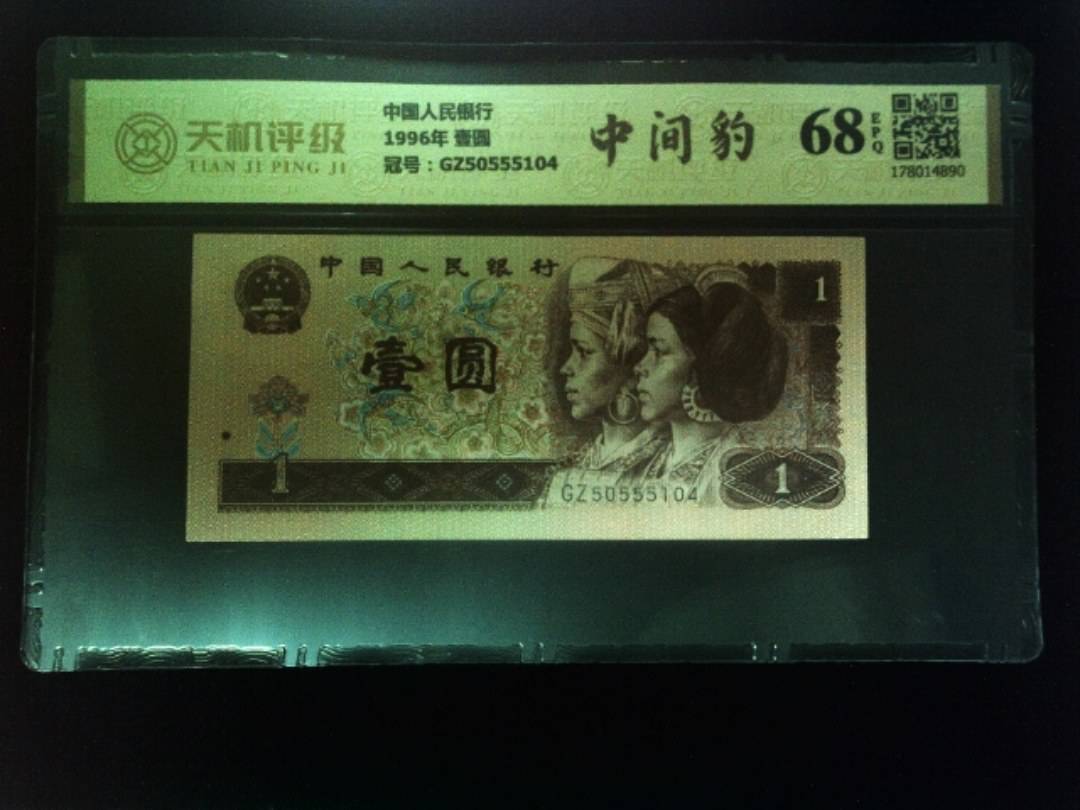 天机评级
TIAN JI PING JI
中国人民银行
1996年 壹圆
冠号：GZ50555104
中间豹
68
EPQ
178014890
中国人民银行
1
壹圆
1
GZ50555104
1